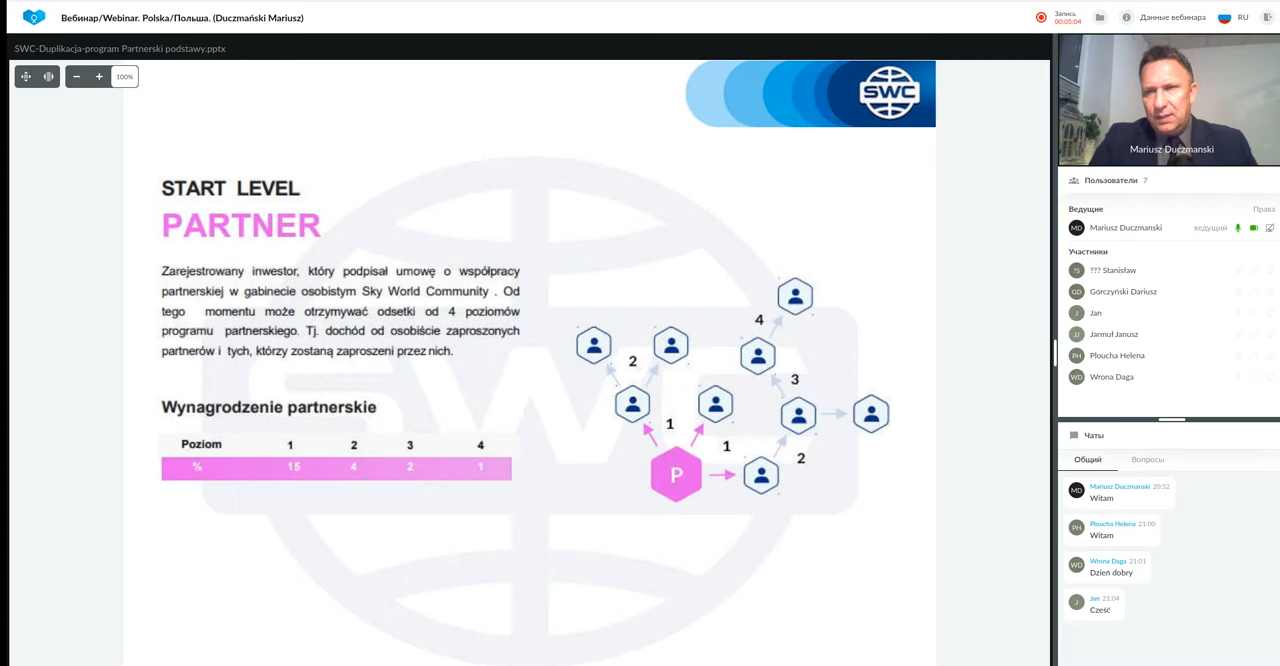 Вебинар/Webinar. Polska/Польша. (Duczmański Mariusz)
Запись
00:05:04
Данные вебинара
RU
SWC-Duplikacja-program Partnerski podstawy.pptx
100%
SWC
START LEVEL
PARTNER
Zarejestrowany inwestor, który podpisał umowę o współpracy
partnerskiej w gabinecie osobistym Sky World Community . Od
tego momentu może otrzymywać odsetki od 4 poziomów
programu partnerskiego. Tj. dochód od osobiście zaproszonych
partnerów i tych, którzy zostaną zaproszeni przez nich.
Wynagrodzenie partnerskie
Poziom 1 2 3 4
% 15 4 2 1
4
2
3
1
1
2
P
SWC
Mariusz Duczmanski
Пользователи 7
Ведущие Права
MD Mariusz Duczmanski ведущий
Участники
?S ??? Stanisław
GD Górczyński Dariusz
J Jan
JJ Jarmuł Janusz
PH Ploucha Helena
WD Wrona Daga
Чаты
Общий Вопросы
MD Mariusz Duczmanski 20:52
Witam
PH Ploucha Helena 21:00
Witam
WD Wrona Daga 21:01
Dzień dobry
J Jan 21:04
Cześć